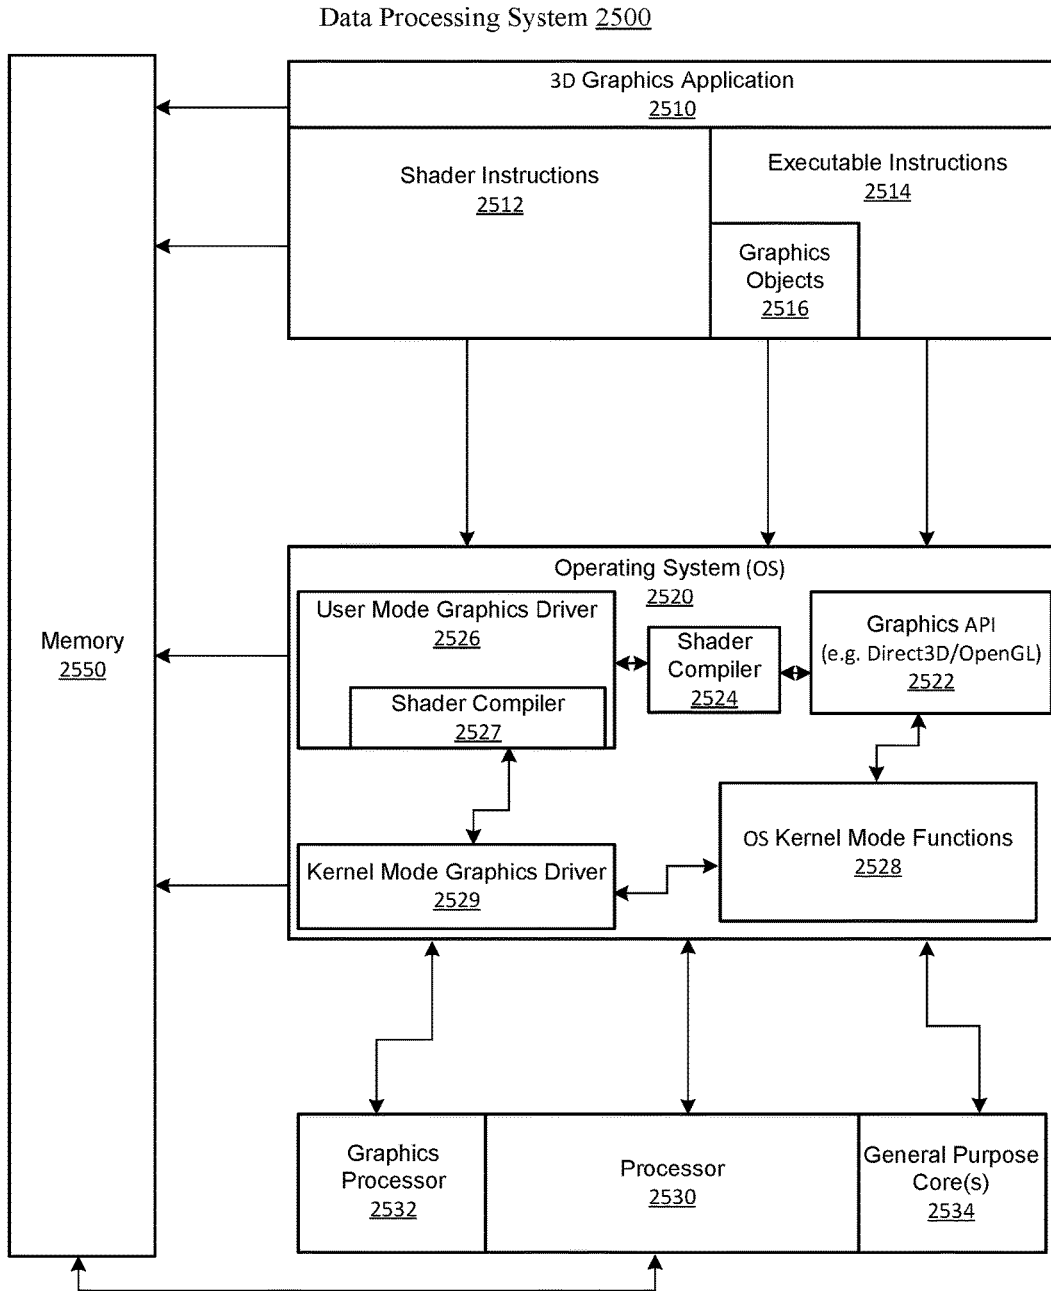 Data Processing System 2500
3D Graphics Application
2510
Shader Instructions
2512
Executable Instructions
2514
Graphics
Objects
2516
Memory
2550
Operating System (OS)
2520
User Mode Graphics Driver
2526
Shader Compiler
2527
Shader
Compiler
2524
Graphics API
(e.g. Direct3D/OpenGL)
2522
OS Kernel Mode Functions
2528
Kernel Mode Graphics Driver
2529
Graphics
Processor
2532
Processor
2530
General Purpose
Core(s)
2534